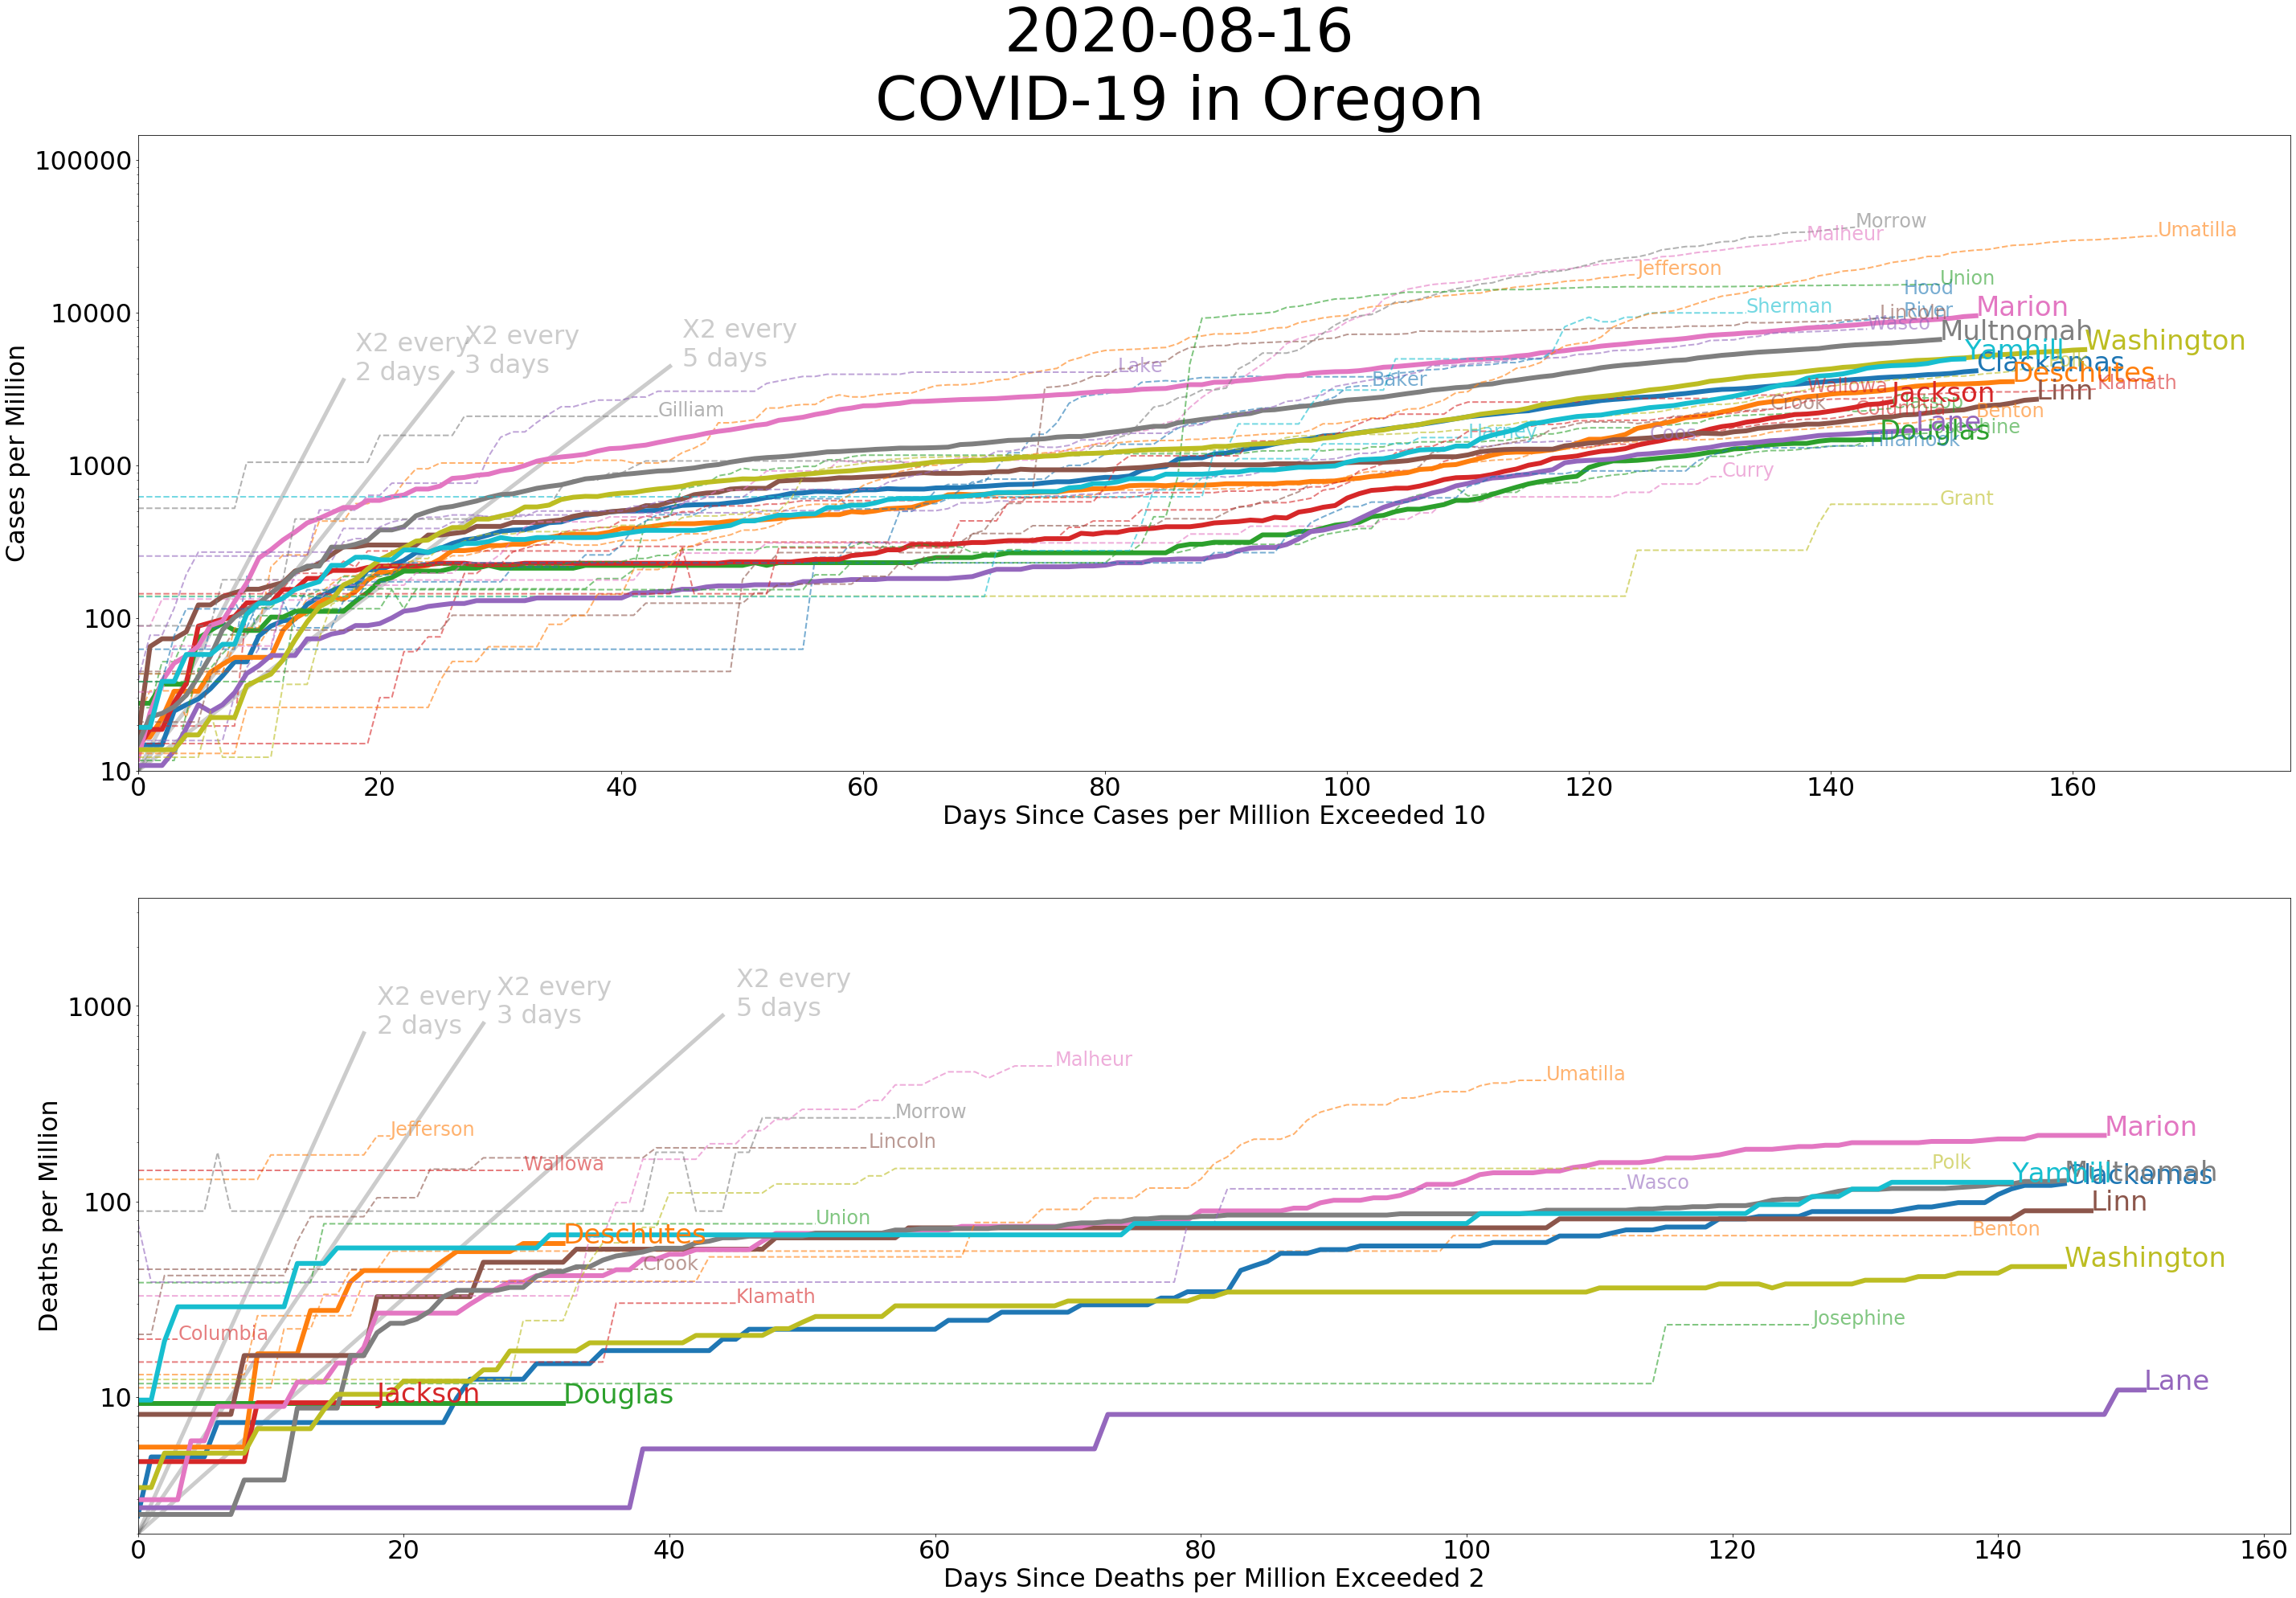 2020-08-16
COVID-19 in Oregon
Cases per Million
100000
10000
1000
100
10
X2 every
2 days
X2 every
3 days
X2 every
5 days
Morrow
Malheur
Umatilla
Jefferson
Union
Hood
River
Sherman
Lincoln
Marion
Wasco
Multnomah
Washington
Yamhill
Clackamas
Lake
Baker
Deschutes
Klamath
Wallowa
Jackson
Linn
Crook
Columbia
Benton
Gilliam
Lane
Josephine
Harney
Coos
Douglas
Tillamook
Curry
Grant
0 20 40 60 80 100 120 140 160
Days Since Cases per Million Exceeded 10
Deaths per Million
1000
100
10
X2 every
2 days
X2 every
3 days
X2 every
5 days
Malheur
Umatilla
Morrow
Jefferson
Marion
Lincoln
Wallowa
Polk
Yamhill
Multnomah
Clackamas
Wasco
Linn
Union
Deschutes
Benton
Crook
Washington
Klamath
Columbia
Josephine
Jackson
Douglas
Lane
0 20 40 60 80 100 120 140 160
Days Since Deaths per Million Exceeded 2